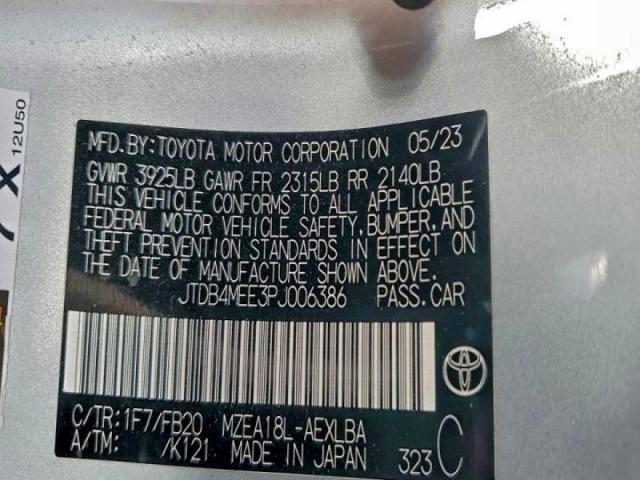 MFD. BY: TOYOTA MOTOR CORPORATION 05/23
GVWR 3925LB GAWR FR 2315LB RR 2140LB
THIS VEHICLE CONFORMS TO ALL APPLICABLE
FEDERAL MOTOR VEHICLE SAFETY, BUMPER, AND
THEFT PREVENTION STANDARDS IN EFFECT ON
THE DATE OF MANUFACTURE SHOWN ABOVE.
JTDB4MEE3PJ006386 PASS. CAR
C/TR: 1F7/FB20 MZEA18L-AEXLBA C
A/TM: /K121 MADE IN JAPAN 323
12U50
X